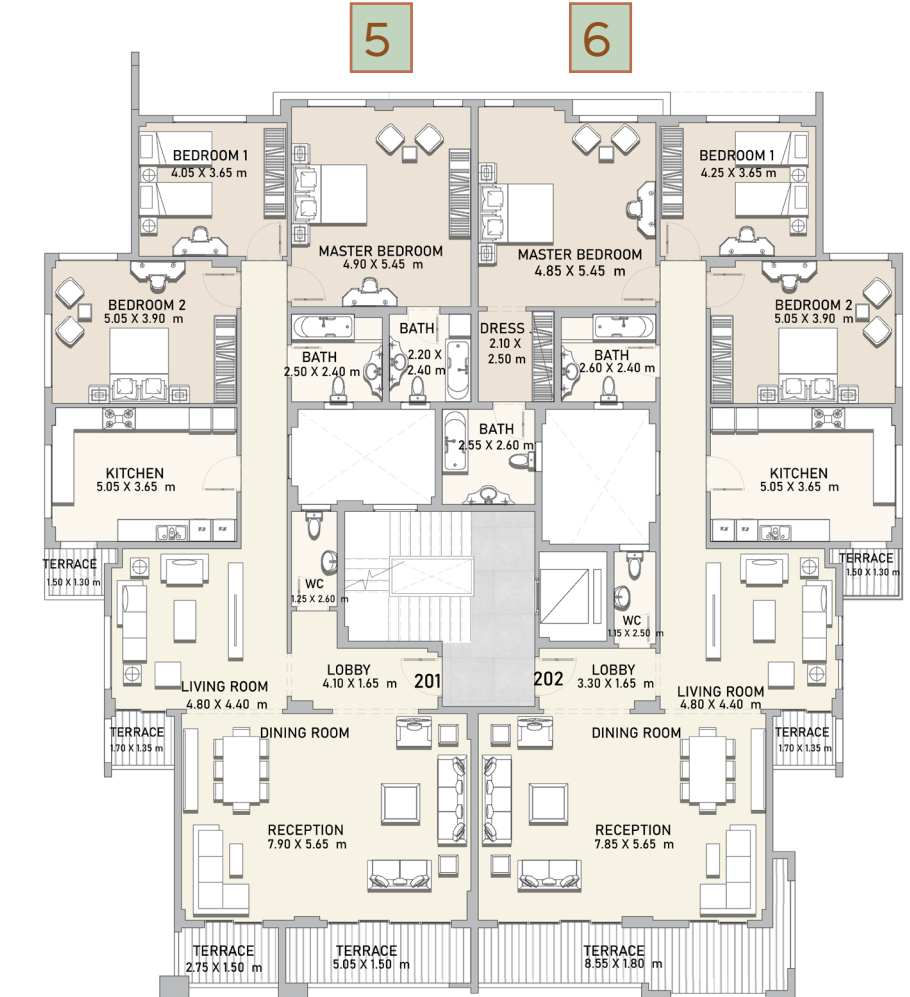 5
6
BEDROOM 1
4.05 X 3.65 m
MASTER BEDROOM
4.90 X 5.45 m
MASTER BEDROOM
4.85 X 5.45 m
BEDROOM 1
4.25 X 3.65 m
BEDROOM 2
5.05 X 3.90 m
BATH
2.50 X 2.40 m
BATH
2.20 X
2.40 m
DRESS.
2.10 X
2.50 m
BATH
2.60 X 2.40 m
BEDROOM 2
5.05 X 3.90 m
KITCHEN
5.05 X 3.65 m
BATH
2.55 X 2.60 m
KITCHEN
5.05 X 3.65 m
TERRACE
1.50 X 1.30 m
WC
1.25 X 2.60 m
WC
1.15 X 2.50 m
TERRACE
1.50 X 1.30 m
LIVING ROOM
4.80 X 4.40 m
LOBBY
4.10 X 1.65 m
201
202
LOBBY
3.30 X 1.65 m
LIVING ROOM
4.80 X 4.40 m
TERRACE
1.70 X 1.35 m
DINING ROOM
DINING ROOM
TERRACE
1.70 X 1.35 m
RECEPTION
7.90 X 5.65 m
RECEPTION
7.85 X 5.65 m
TERRACE
2.75 X 1.50 m
TERRACE
5.05 X 1.50 m
TERRACE
8.55 X 1.80 m